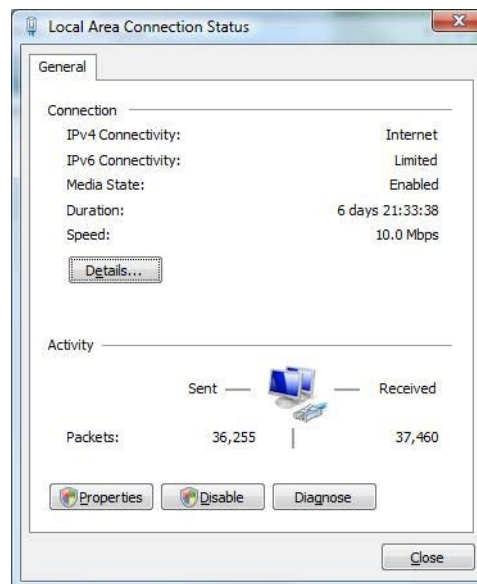 Local Area Connection Status
General
Connection
IPv4 Connectivity: Internet
IPv6 Connectivity: Limited
Media State: Enabled
Duration: 6 days 21:33:38
Speed: 10.0 Mbps
Details...
Activity
Sent Received
Packets: 36,255 37,460
Properties Disable Diagnose
Close